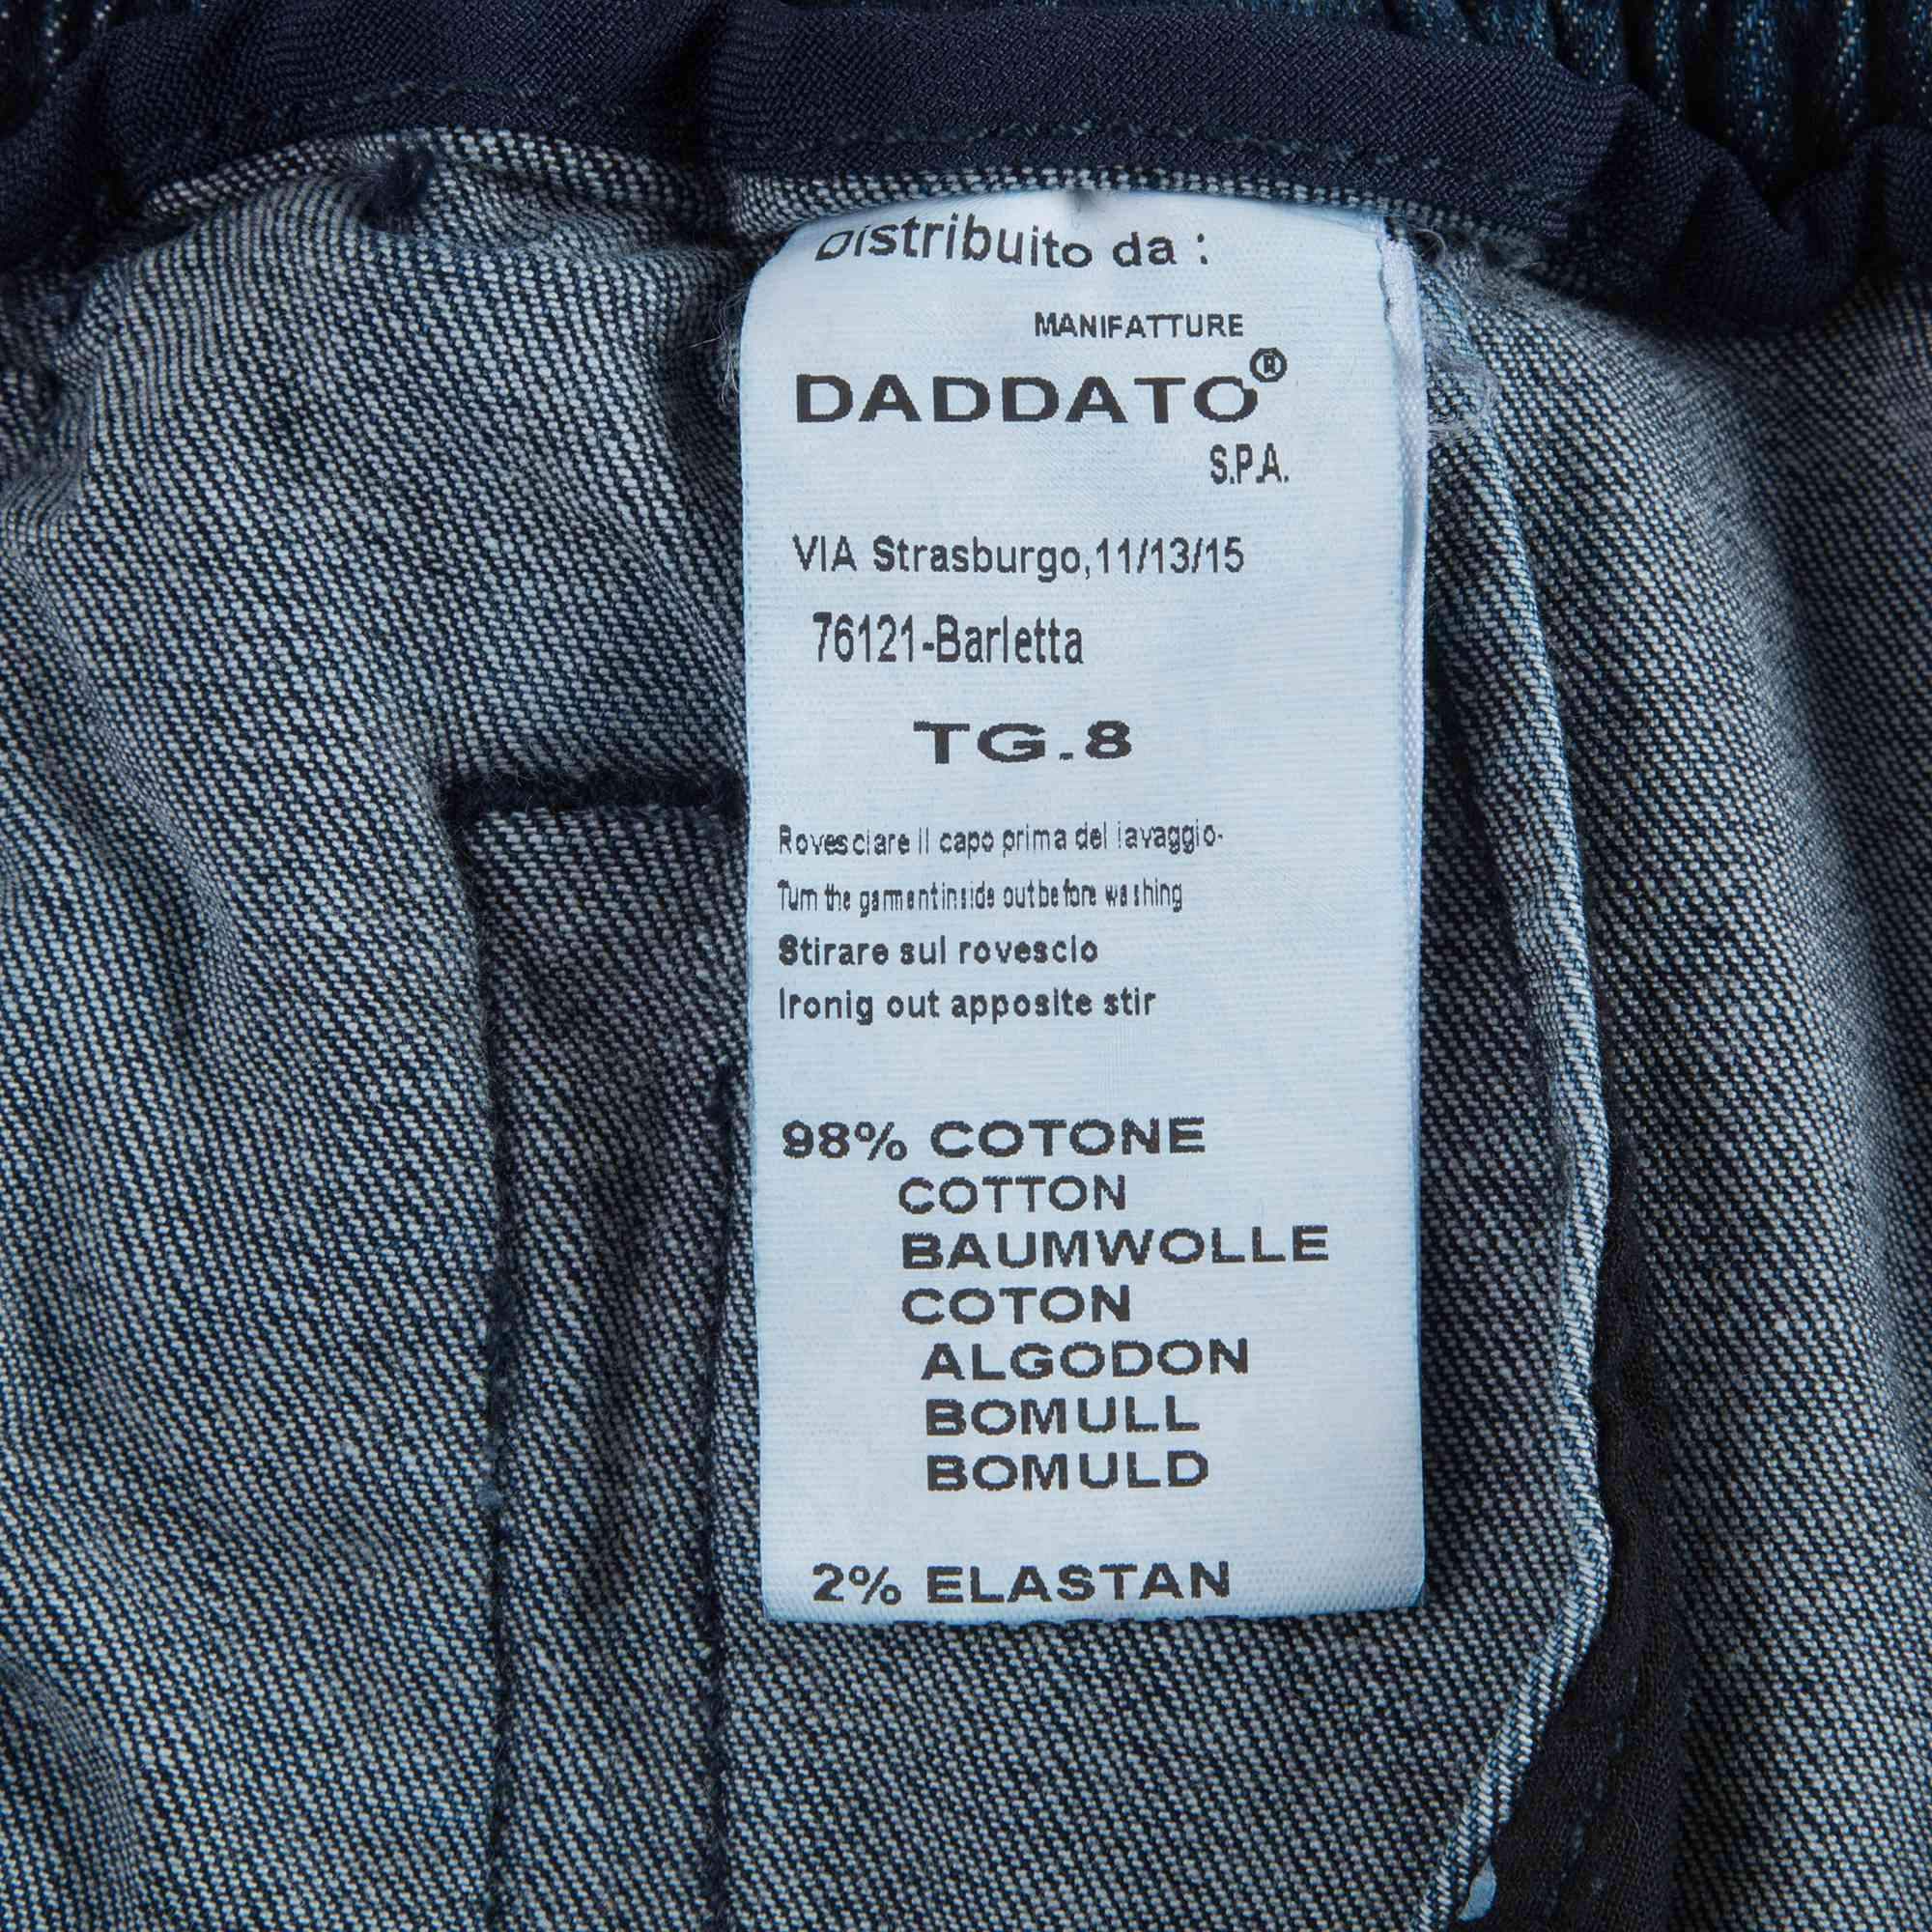 Distribuito da :
MANIFATTURE
DADDATO®
S.P.A.
VIA Strasburgo,11/13/15
76121-Barletta
TG.8
Rovesciare il capo prima del lavaggio-
Turn the garment inside out before washing
Stirare sul rovescio
Ironig out apposite stir
98% COTONE
COTTON
BAUMWOLLE
COTON
ALGODON
BOMULL
BOMULD
2% ELASTAN